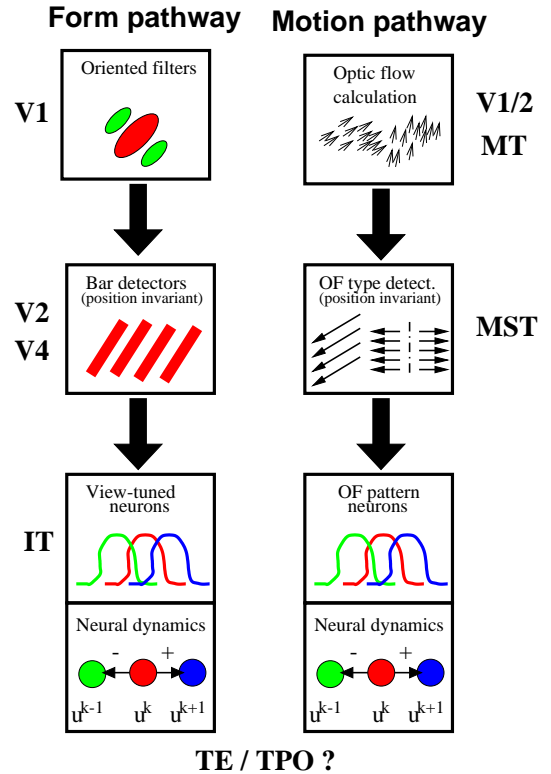 Form pathway
Motion pathway
Oriented filters
V1
Optic flow
calculation
V1/2
MT
Bar detectors
(position invariant)
V2
V4
OF type detect.
(position invariant)
MST
View-tuned
neurons
IT
OF pattern
neurons
Neural dynamics
- +
u^k-1 u^k u^k+1
Neural dynamics
- +
u^k-1 u^k u^k+1
TE / TPO ?